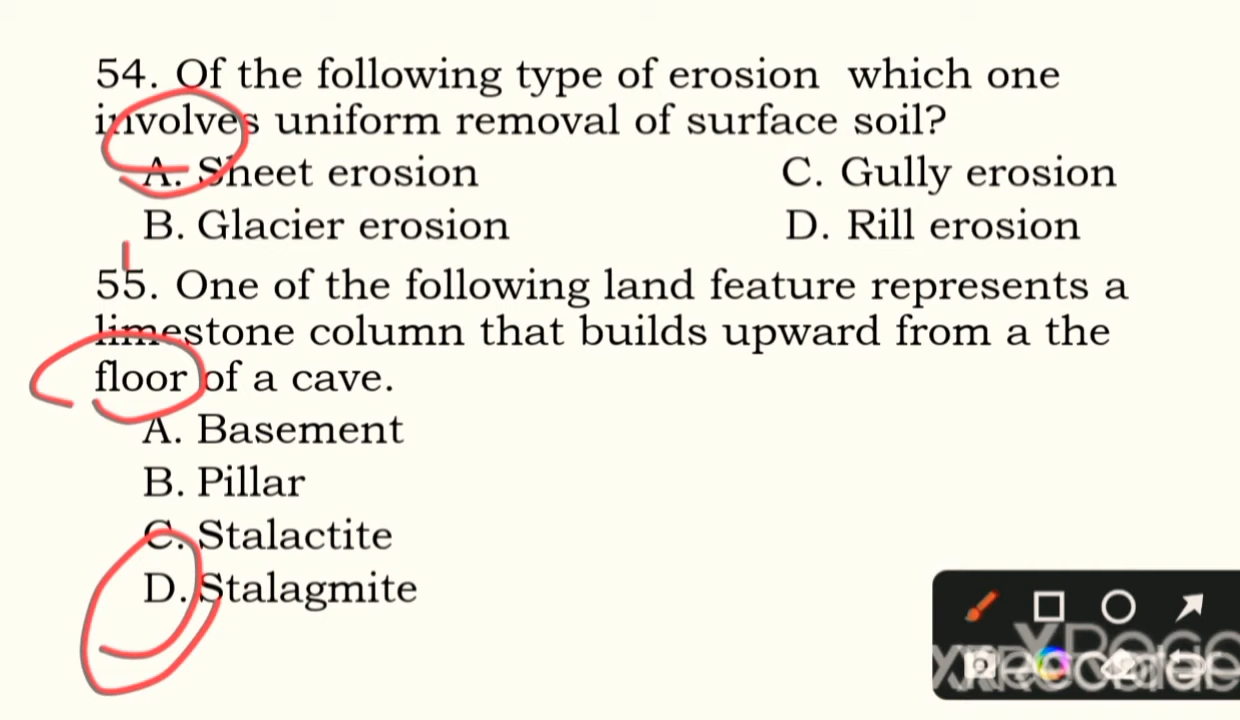 54. Of the following type of erosion which one
involves uniform removal of surface soil?
A. Sheet erosion
C. Gully erosion
B. Glacier erosion
D. Rill erosion
55. One of the following land feature represents a
limestone column that builds upward from a the
floor of a cave.
A. Basement
B. Pillar
C. Stalactite
D. Stalagmite